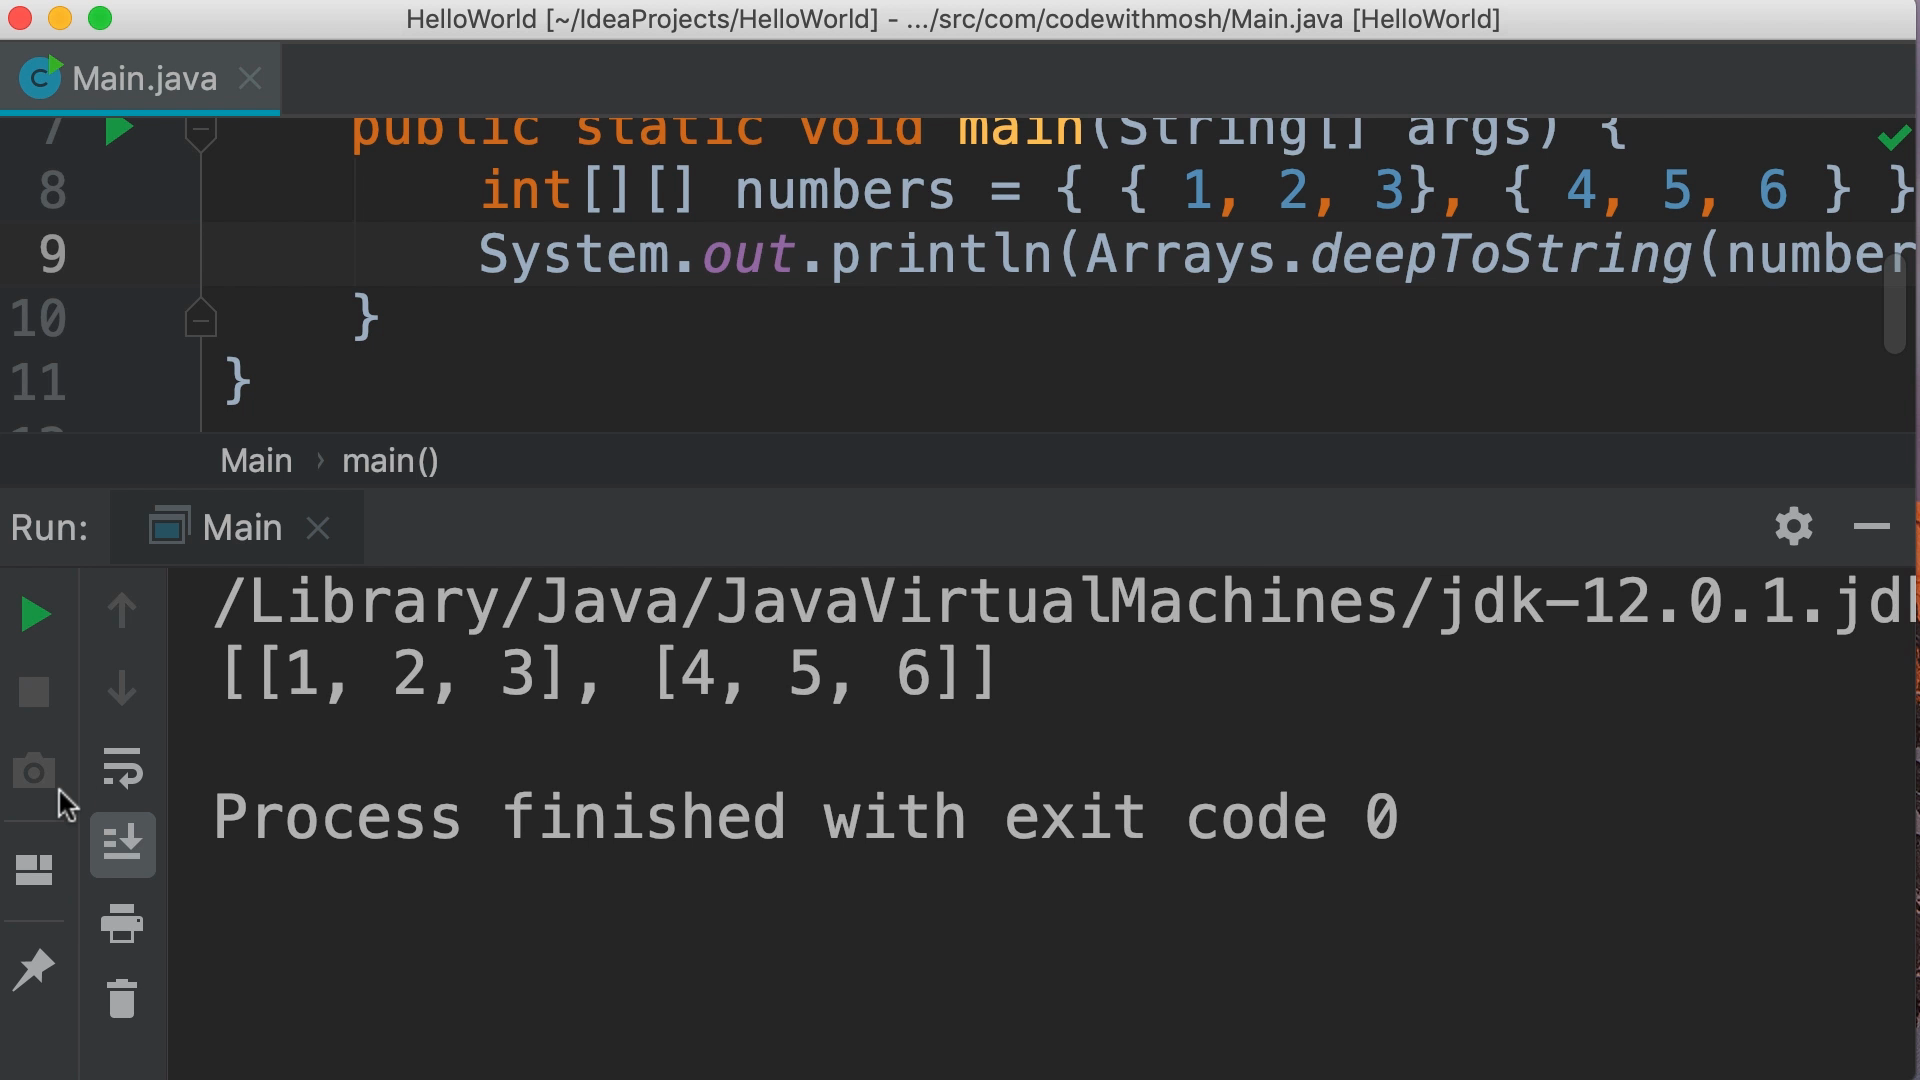 HelloWorld [~/IdeaProjects/HelloWorld] - .../src/com/codewithmosh/Main.java [HelloWorld]
Main.java
7 public static void main(String[] args) {
8 int[][] numbers = { { 1, 2, 3}, { 4, 5, 6 } }
9 System.out.println(Arrays.deepToString(number
10 }
11 }
Main › main()
Run: Main
/Library/Java/JavaVirtualMachines/jdk-12.0.1.jdk
[[1, 2, 3], [4, 5, 6]]
Process finished with exit code 0